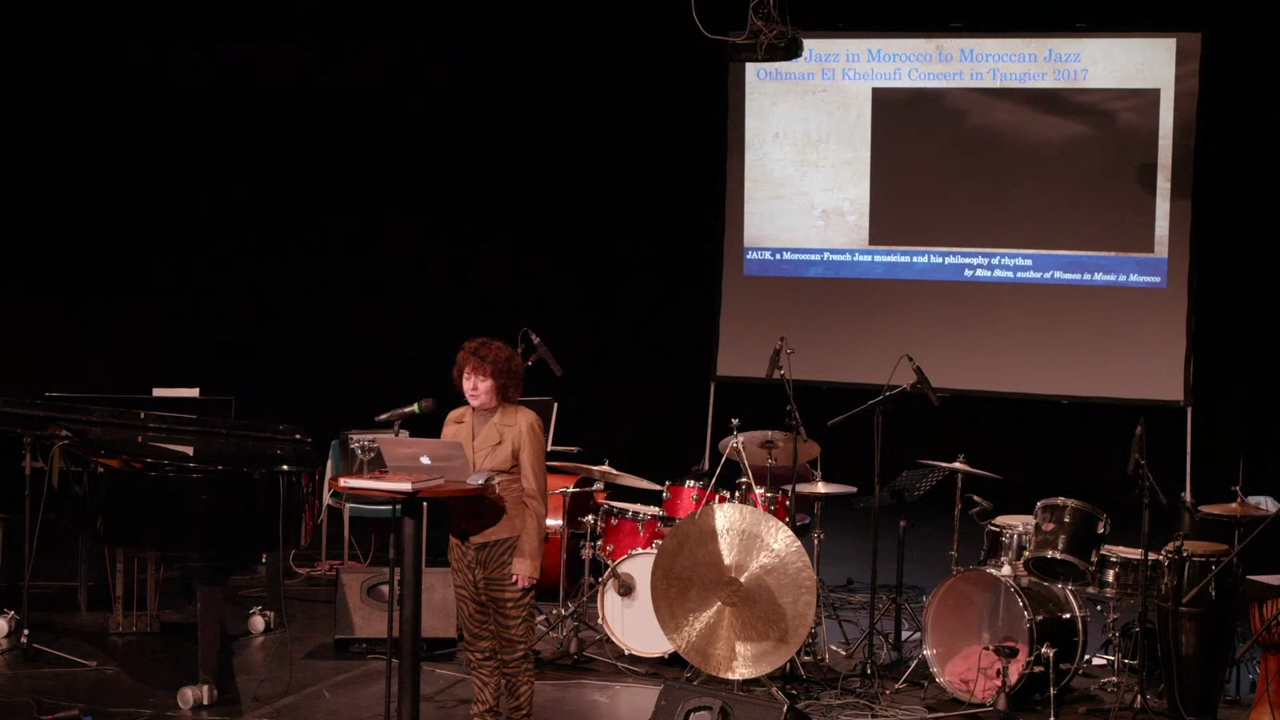 Jazz in Morocco to Moroccan Jazz
Othman El Kheloufi Concert in Tangier 2017
JAUK, a Moroccan-French Jazz musician and his philosophy of rhythm
by Rita Stirn, author of Women in Music in Morocco